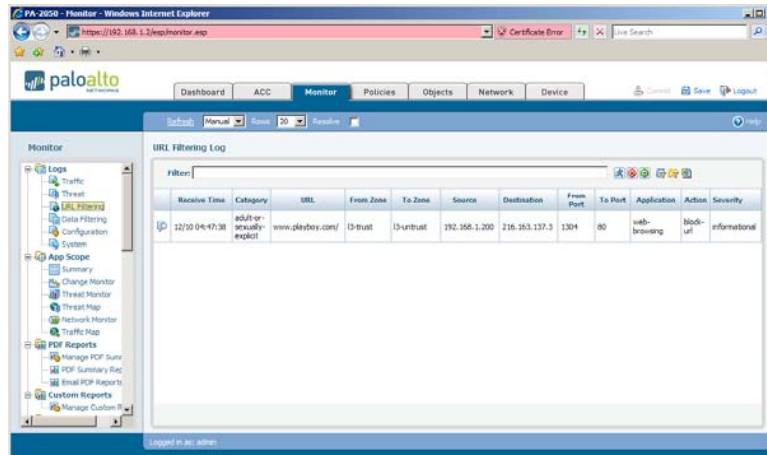 PA-2050 - Monitor - Windows Internet Explorer
https://192.168.1.2/esp/monitor.esp
Certificate Error
Live Search
paloalto
NETWORKS
Dashboard ACC Monitor Policies Objects Network Device
Commit Save Logout
Refresh Manual Rows 20 Resolve
Help
Monitor
Logs
Traffic
Threat
URL Filtering
Data Filtering
Configuration
System
App Scope
Summary
Change Monitor
Threat Monitor
Threat Map
Network Monitor
Traffic Map
PDF Reports
Manage PDF Sum
PDF Summary Rep
Email PDF Reports
Custom Reports
Manage Custom R
URL Filtering Log
Filter:
Receive Time Category URL From Zone To Zone Source Destination From Port To Port Application Action Severity
12/10 04:47:38 adult-or-sexually-explicit www.playboy.com/ l3-trust l3-untrust 192.168.1.200 216.163.137.3 1304 80 web-browsing block-url informational
Logged in as: admin